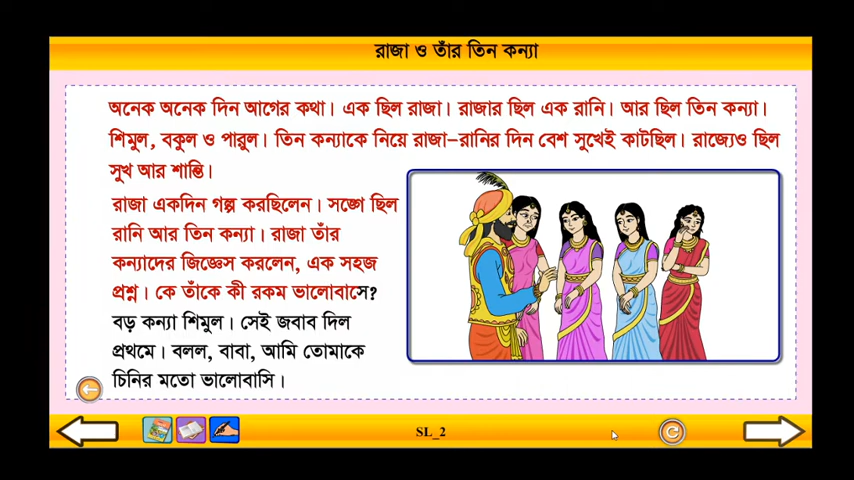 রাজা ও তাঁর তিন কন্যা
অনেক অনেক দিন আগের কথা। এক ছিল রাজা। রাজার ছিল এক রানি। আর ছিল তিন কন্যা।
শিমুল, বকুল ও পারুল। তিন কন্যাকে নিয়ে রাজা-রানির দিন বেশ সুখেই কাটছিল। রাজ্যেও ছিল
সুখ আর শান্তি।
রাজা একদিন গল্প করছিলেন। সঙ্গে ছিল
রানি আর তিন কন্যা। রাজা তাঁর
কন্যাদের জিজ্ঞেস করলেন, এক সহজ
প্রশ্ন। কে তাঁকে কী রকম ভালোবাসে?
বড় কন্যা শিমুল। সেই জবাব দিল
প্রথমে। বলল, বাবা, আমি তোমাকে
চিনির মতো ভালোবাসি।
SL_2